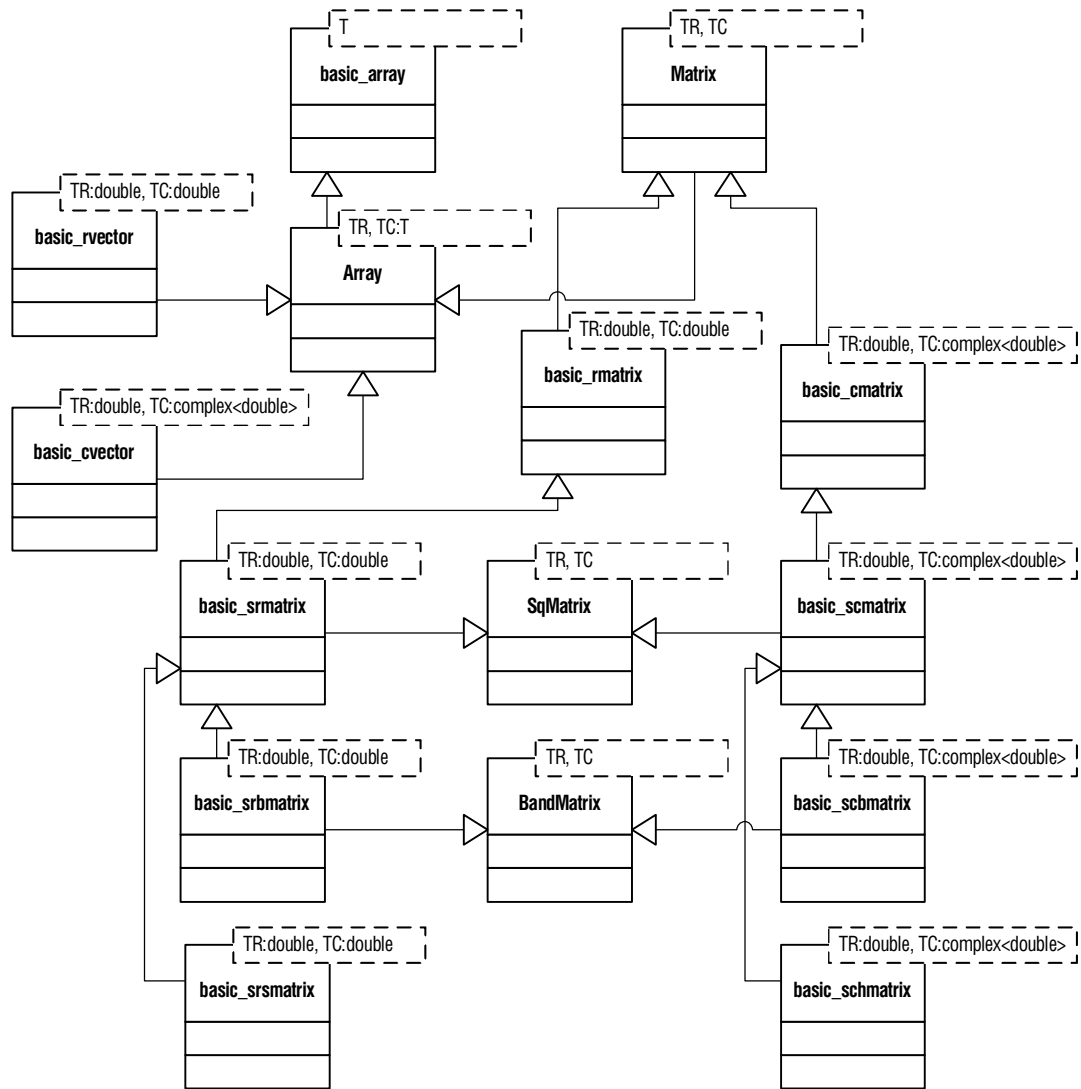 T
basic_array
TR, TC
Matrix
TR:double, TC:double
basic_rvector
TR, TC:T
Array
TR:double, TC:double
basic_rmatrix
TR:double, TC:complex<double>
basic_cmatrix
TR:double, TC:complex<double>
basic_cvector
TR:double, TC:double
basic_srmatrix
TR, TC
SqMatrix
TR:double, TC:complex<double>
basic_scmatrix
TR:double, TC:double
basic_srbmatrix
TR, TC
BandMatrix
TR:double, TC:complex<double>
basic_scbmatrix
TR:double, TC:double
basic_srsmatrix
TR:double, TC:complex<double>
basic_schmatrix